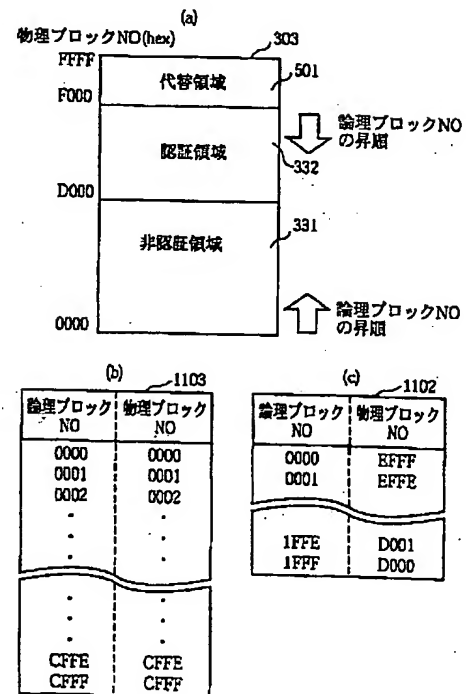 (a)
物理ブロックNO(hex)
303
FFFF
代替領域
501
F000
論理ブロックNO
の昇順
認証領域
332
D000
331
非認証領域
論理ブロックNO
の昇順
0000
(b)
1103
論理ブロック 物理ブロック
NO NO
0000 0000
0001 0001
0002 0002
CFFE CFFE
CFFF CFFF
(c)
1102
論理ブロック 物理ブロック
NO NO
0000 EFFF
0001 EFFE
1FFE D001
1FFF D000